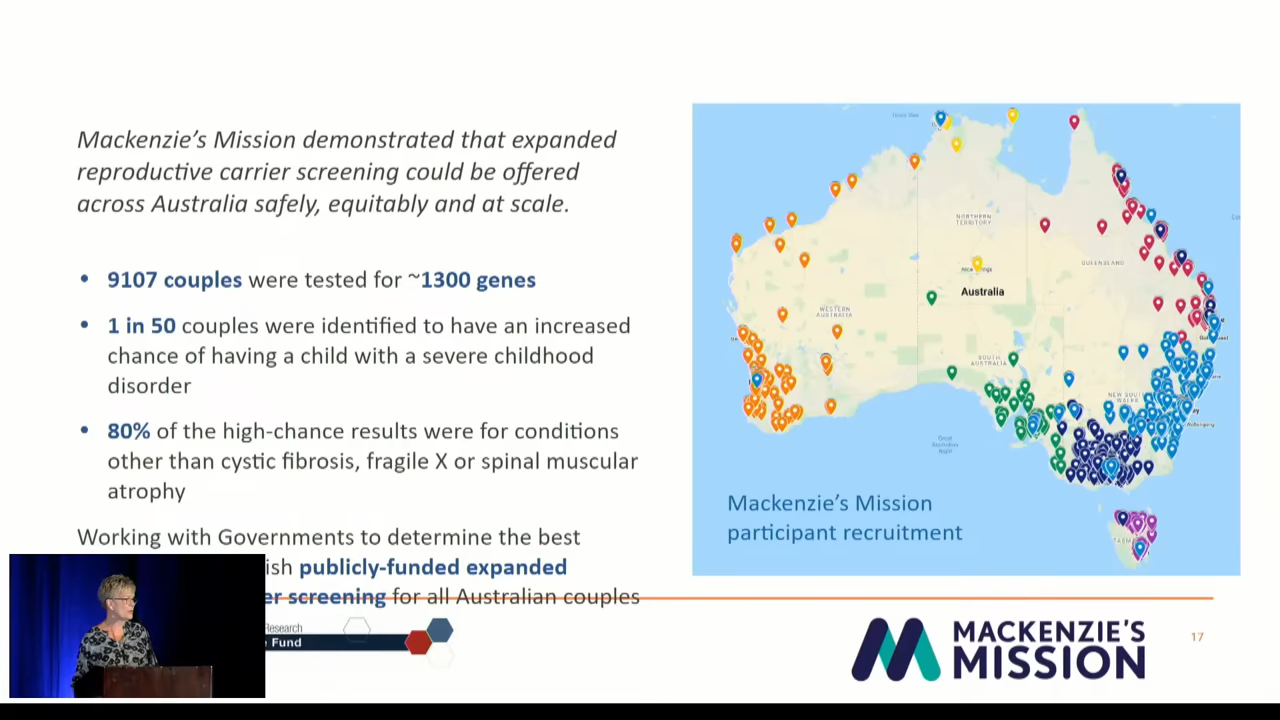 Mackenzie’s Mission demonstrated that expanded
reproductive carrier screening could be offered
across Australia safely, equitably and at scale.
• 9107 couples were tested for ~1300 genes
• 1 in 50 couples were identified to have an increased
chance of having a child with a severe childhood
disorder
• 80% of the high-chance results were for conditions
other than cystic fibrosis, fragile X or spinal muscular
atrophy
Working with Governments to determine the best
ish publicly-funded expanded
er screening for all Australian couples
Research
Fund
NORTHERN
TERRITORY
QUEENSLAND
Australia
WESTERN
AUSTRALIA
SOUTH
AUSTRALIA
Great
Australian
Bight
Mackenzie’s Mission
participant recruitment
MACKENZIE'S
MISSION
17